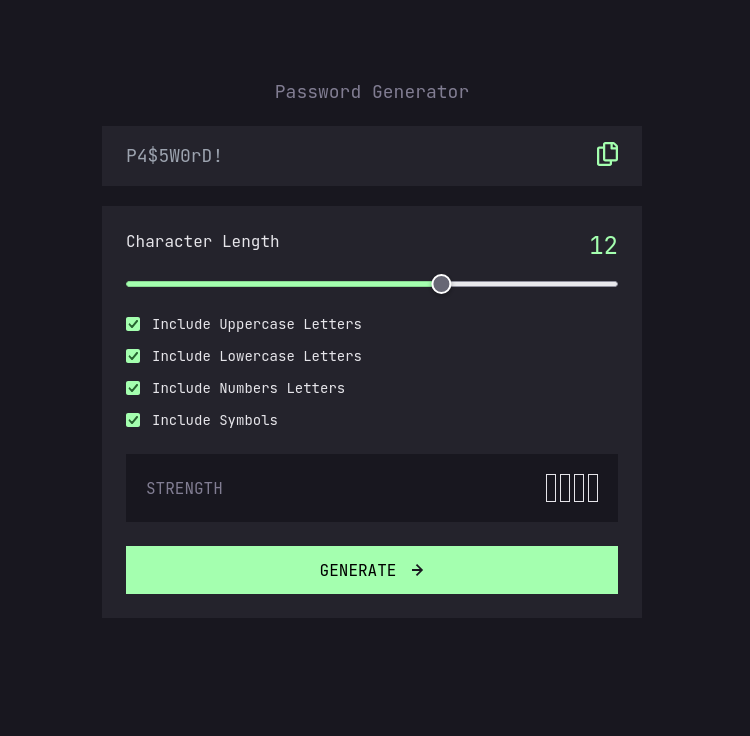 Password Generator
P4$5W0rD!
Character Length
12
Include Uppercase Letters
Include Lowercase Letters
Include Numbers Letters
Include Symbols
STRENGTH
GENERATE →